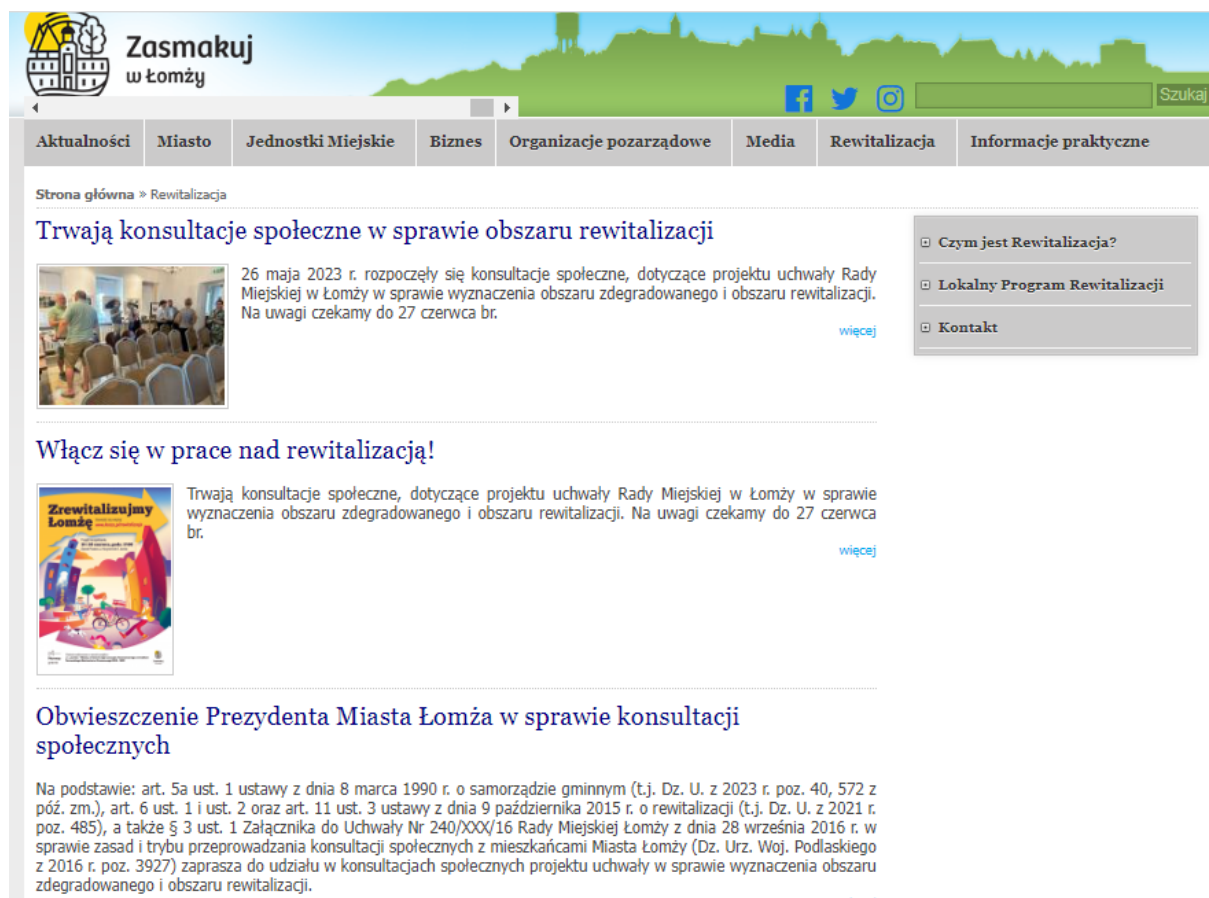 Zasmakuj
w Łomży
Szukaj
Aktualności Miasto Jednostki Miejskie Biznes Organizacje pozarządowe Media Rewitalizacja Informacje praktyczne
Strona główna » Rewitalizacja
Trwają konsultacje społeczne w sprawie obszaru rewitalizacji
26 maja 2023 r. rozpoczęły się konsultacje społeczne, dotyczące projektu uchwały Rady
Miejskiej w Łomży w sprawie wyznaczenia obszaru zdegradowanego i obszaru rewitalizacji.
Na uwagi czekamy do 27 czerwca br.
więcej
Włącz się w prace nad rewitalizacją!
Zrewitalizujmy
Łomżę
Trwają konsultacje społeczne, dotyczące projektu uchwały Rady Miejskiej w Łomży w sprawie
wyznaczenia obszaru zdegradowanego i obszaru rewitalizacji. Na uwagi czekamy do 27 czerwca
br.
więcej
Obwieszczenie Prezydenta Miasta Łomża w sprawie konsultacji
społecznych
Na podstawie: art. 5a ust. 1 ustawy z dnia 8 marca 1990 r. o samorządzie gminnym (t.j. Dz. U. z 2023 r. poz. 40, 572 z
póź. zm.), art. 6 ust. 1 i ust. 2 oraz art. 11 ust. 3 ustawy z dnia 9 października 2015 r. o rewitalizacji (t.j. Dz. U. z 2021 r.
poz. 485), a także § 3 ust. 1 Załącznika do Uchwały Nr 240/XXX/16 Rady Miejskiej Łomży z dnia 28 września 2016 r. w
sprawie zasad i trybu przeprowadzania konsultacji społecznych z mieszkańcami Miasta Łomży (Dz. Urz. Woj. Podlaskiego
z 2016 r. poz. 3927) zaprasza do udziału w konsultacjach społecznych projektu uchwały w sprawie wyznaczenia obszaru
zdegradowanego i obszaru rewitalizacji.
Czym jest Rewitalizacja?
Lokalny Program Rewitalizacji
Kontakt